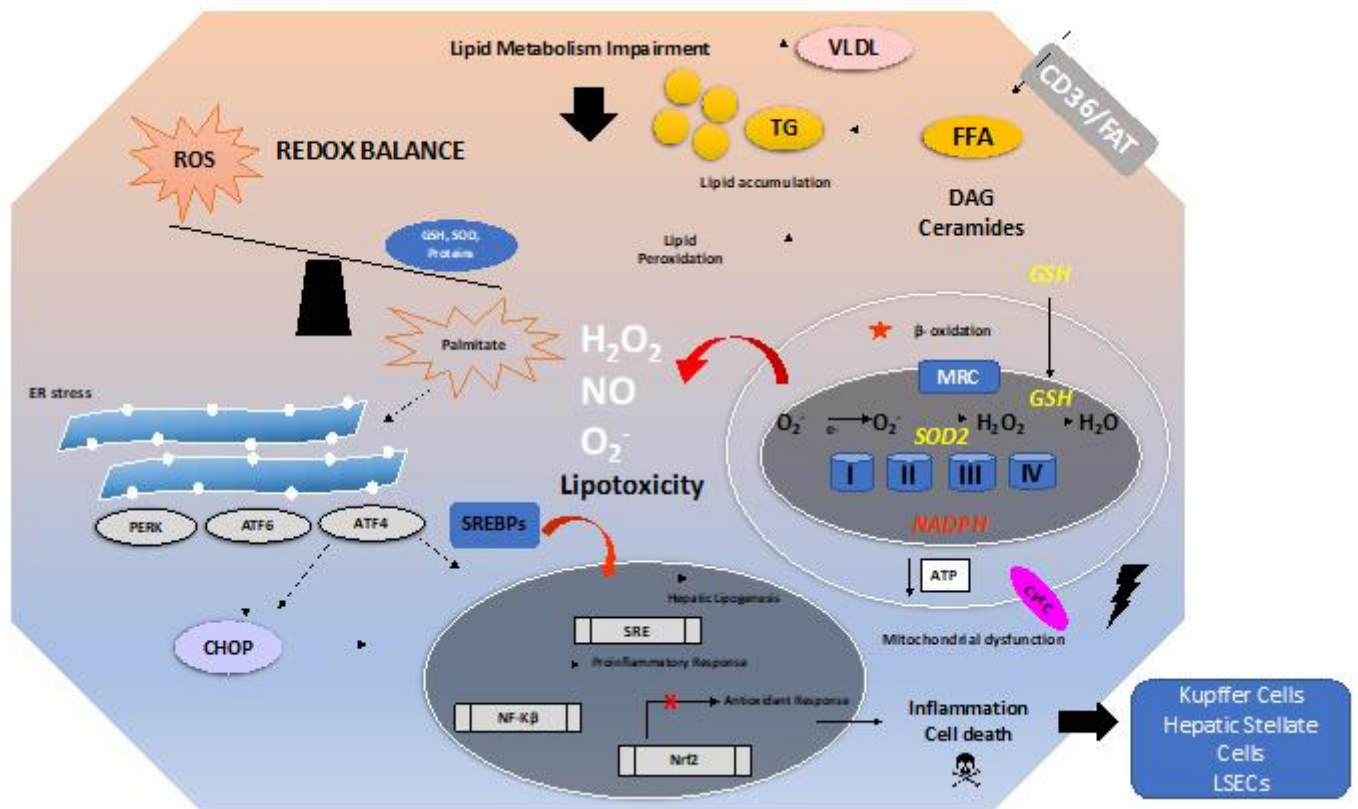 Lipid Metabolism Impairment
VLDL
CD36/FAT
ROS
REDOX BALANCE
TG
FFA
Lipid accumulation
DAG
Ceramides
GSH, SOD,
Proteins
Lipid
Peroxidation
GSH
Palmitate
H₂O₂
NO
O₂⁻
Lipotoxicity
β- oxidation
MRC
GSH
O₂⁻ e- O₂⁻ H₂O₂ H₂O
SOD2
I II III IV
NADPH
ATP
Cyt C
Mitochondrial dysfunction
ER stress
PERK
ATF6
ATF4
SREBPs
CHOP
Hepatic Lipogenesis
SRE
Proinflammatory Response
NF-Kβ
Antioxidant Response
Nrf2
Inflammation
Cell death
Kupffer Cells
Hepatic Stellate
Cells
LSECs